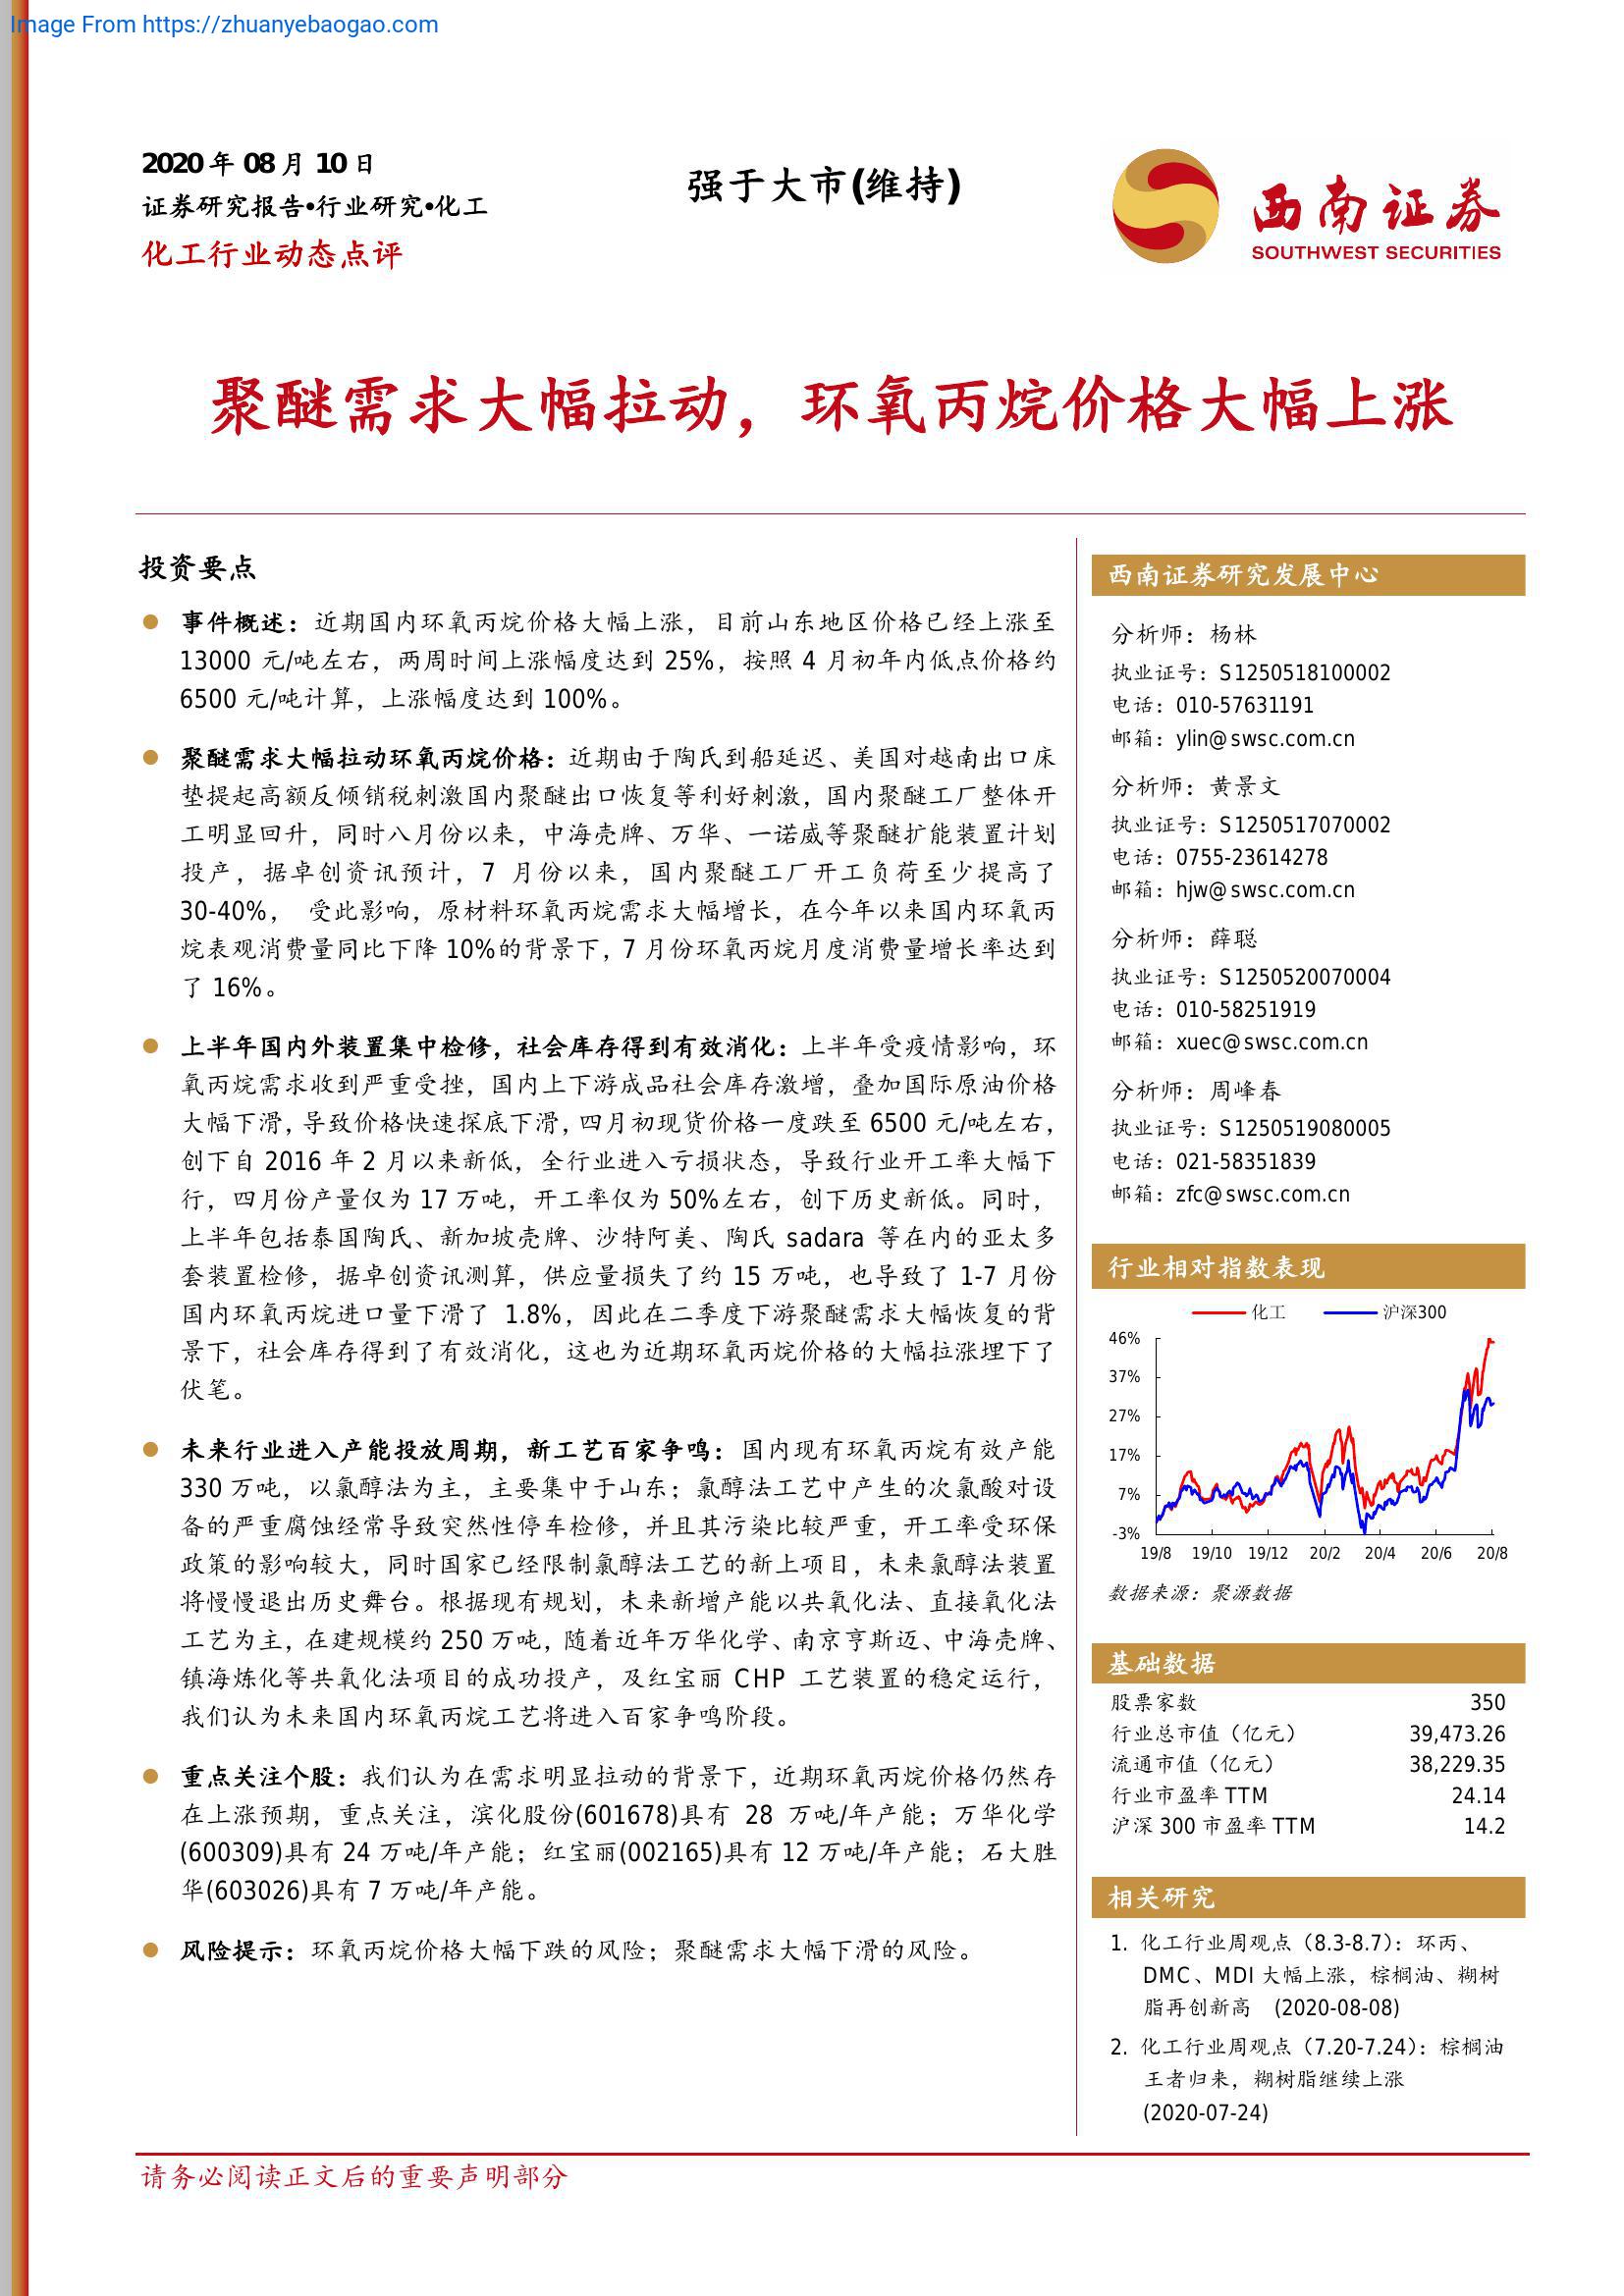 Image From https://zhuanyebaogao.com
2020 年 08 月 10 日
证券研究报告•行业研究•化工
化工行业动态点评
强于大市(维持)
西南证券
SOUTHWEST SECURITIES
聚醚需求大幅拉动，环氧丙烷价格大幅上涨
投资要点
事件概述：近期国内环氧丙烷价格大幅上涨，目前山东地区价格已经上涨至
13000 元/吨左右，两周时间上涨幅度达到 25%，按照 4 月初年内低点价格约
6500 元/吨计算，上涨幅度达到 100%。
聚醚需求大幅拉动环氧丙烷价格：近期由于陶氏到船延迟、美国对越南出口床
垫提起高额反倾销税刺激国内聚醚出口恢复等利好刺激，国内聚醚工厂整体开
工明显回升，同时八月份以来，中海壳牌、万华、一诺威等聚醚扩能装置计划
投产，据卓创资讯预计，7 月份以来，国内聚醚工厂开工负荷至少提高了
30-40%， 受此影响，原材料环氧丙烷需求大幅增长，在今年以来国内环氧丙
烷表观消费量同比下降 10%的背景下，7 月份环氧丙烷月度消费量增长率达到
了 16%。
上半年国内外装置集中检修，社会库存得到有效消化：上半年受疫情影响，环
氧丙烷需求收到严重受挫，国内上下游成品社会库存激增，叠加国际原油价格
大幅下滑，导致价格快速探底下滑，四月初现货价格一度跌至 6500 元/吨左右，
创下自 2016 年 2 月以来新低，全行业进入亏损状态，导致行业开工率大幅下
行，四月份产量仅为 17 万吨，开工率仅为 50%左右，创下历史新低。同时，
上半年包括泰国陶氏、新加坡壳牌、沙特阿美、陶氏 sadara 等在内的亚太多
套装置检修，据卓创资讯测算，供应量损失了约 15 万吨，也导致了 1-7 月份
国内环氧丙烷进口量下滑了 1.8%，因此在二季度下游聚醚需求大幅恢复的背
景下，社会库存得到了有效消化，这也为近期环氧丙烷价格的大幅拉涨埋下了
伏笔。
未来行业进入产能投放周期，新工艺百家争鸣：国内现有环氧丙烷有效产能
330 万吨，以氯醇法为主，主要集中于山东；氯醇法工艺中产生的次氯酸对设
备的严重腐蚀经常导致突然性停车检修，并且其污染比较严重，开工率受环保
政策的影响较大，同时国家已经限制氯醇法工艺的新上项目，未来氯醇法装置
将慢慢退出历史舞台。根据现有规划，未来新增产能以共氧化法、直接氧化法
工艺为主，在建规模约 250 万吨，随着近年万华化学、南京亨斯迈、中海壳牌、
镇海炼化等共氧化法项目的成功投产，及红宝丽 CHP 工艺装置的稳定运行，
我们认为未来国内环氧丙烷工艺将进入百家争鸣阶段。
重点关注个股：我们认为在需求明显拉动的背景下，近期环氧丙烷价格仍然存
在上涨预期，重点关注，滨化股份(601678)具有 28 万吨/年产能；万华化学
(600309)具有 24 万吨/年产能；红宝丽(002165)具有 12 万吨/年产能；石大胜
华(603026)具有 7 万吨/年产能。
风险提示：环氧丙烷价格大幅下跌的风险；聚醚需求大幅下滑的风险。
西南证券研究发展中心
分析师：杨林
执业证号：S1250518100002
电话：010-57631191
邮箱：ylin@swsc.com.cn
分析师：黄景文
执业证号：S1250517070002
电话：0755-23614278
邮箱：hjw@swsc.com.cn
分析师：薛聪
执业证号：S1250520070004
电话：010-58251919
邮箱：xuec@swsc.com.cn
分析师：周峰春
执业证号：S1250519080005
电话：021-58351839
邮箱：zfc@swsc.com.cn
行业相对指数表现
化工 沪深300
46%
37%
27%
17%
7%
-3%
19/8 19/10 19/12 20/2 20/4 20/6 20/8
数据来源：聚源数据
基础数据
股票家数 350
行业总市值（亿元） 39,473.26
流通市值（亿元） 38,229.35
行业市盈率 TTM 24.14
沪深 300 市盈率 TTM 14.2
相关研究
1. 化工行业周观点（8.3-8.7）：环丙、
DMC、MDI 大幅上涨，棕榈油、糊树
脂再创新高 (2020-08-08)
2. 化工行业周观点（7.20-7.24）：棕榈油
王者归来，糊树脂继续上涨
(2020-07-24)
请务必阅读正文后的重要声明部分